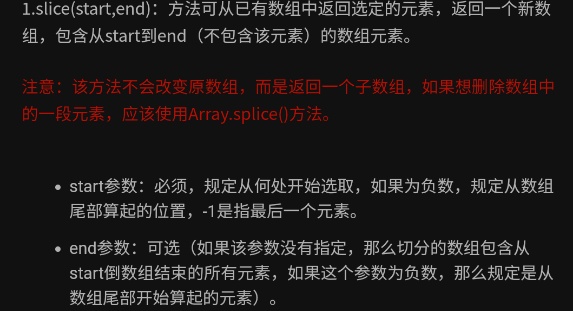 1.slice(start,end)：方法可从已有数组中返回选定的元素，返回一个新数
组，包含从start到end（不包含该元素）的数组元素。
注意：该方法不会改变原数组，而是返回一个子数组，如果想删除数组中
的一段元素，应该使用Array.splice()方法。
• start参数：必须，规定从何处开始选取，如果为负数，规定从数组
尾部算起的位置，-1是指最后一个元素。
• end参数：可选（如果该参数没有指定，那么切分的数组包含从
start倒数组结束的所有元素，如果这个参数为负数，那么规定是从
数组尾部开始算起的元素）。